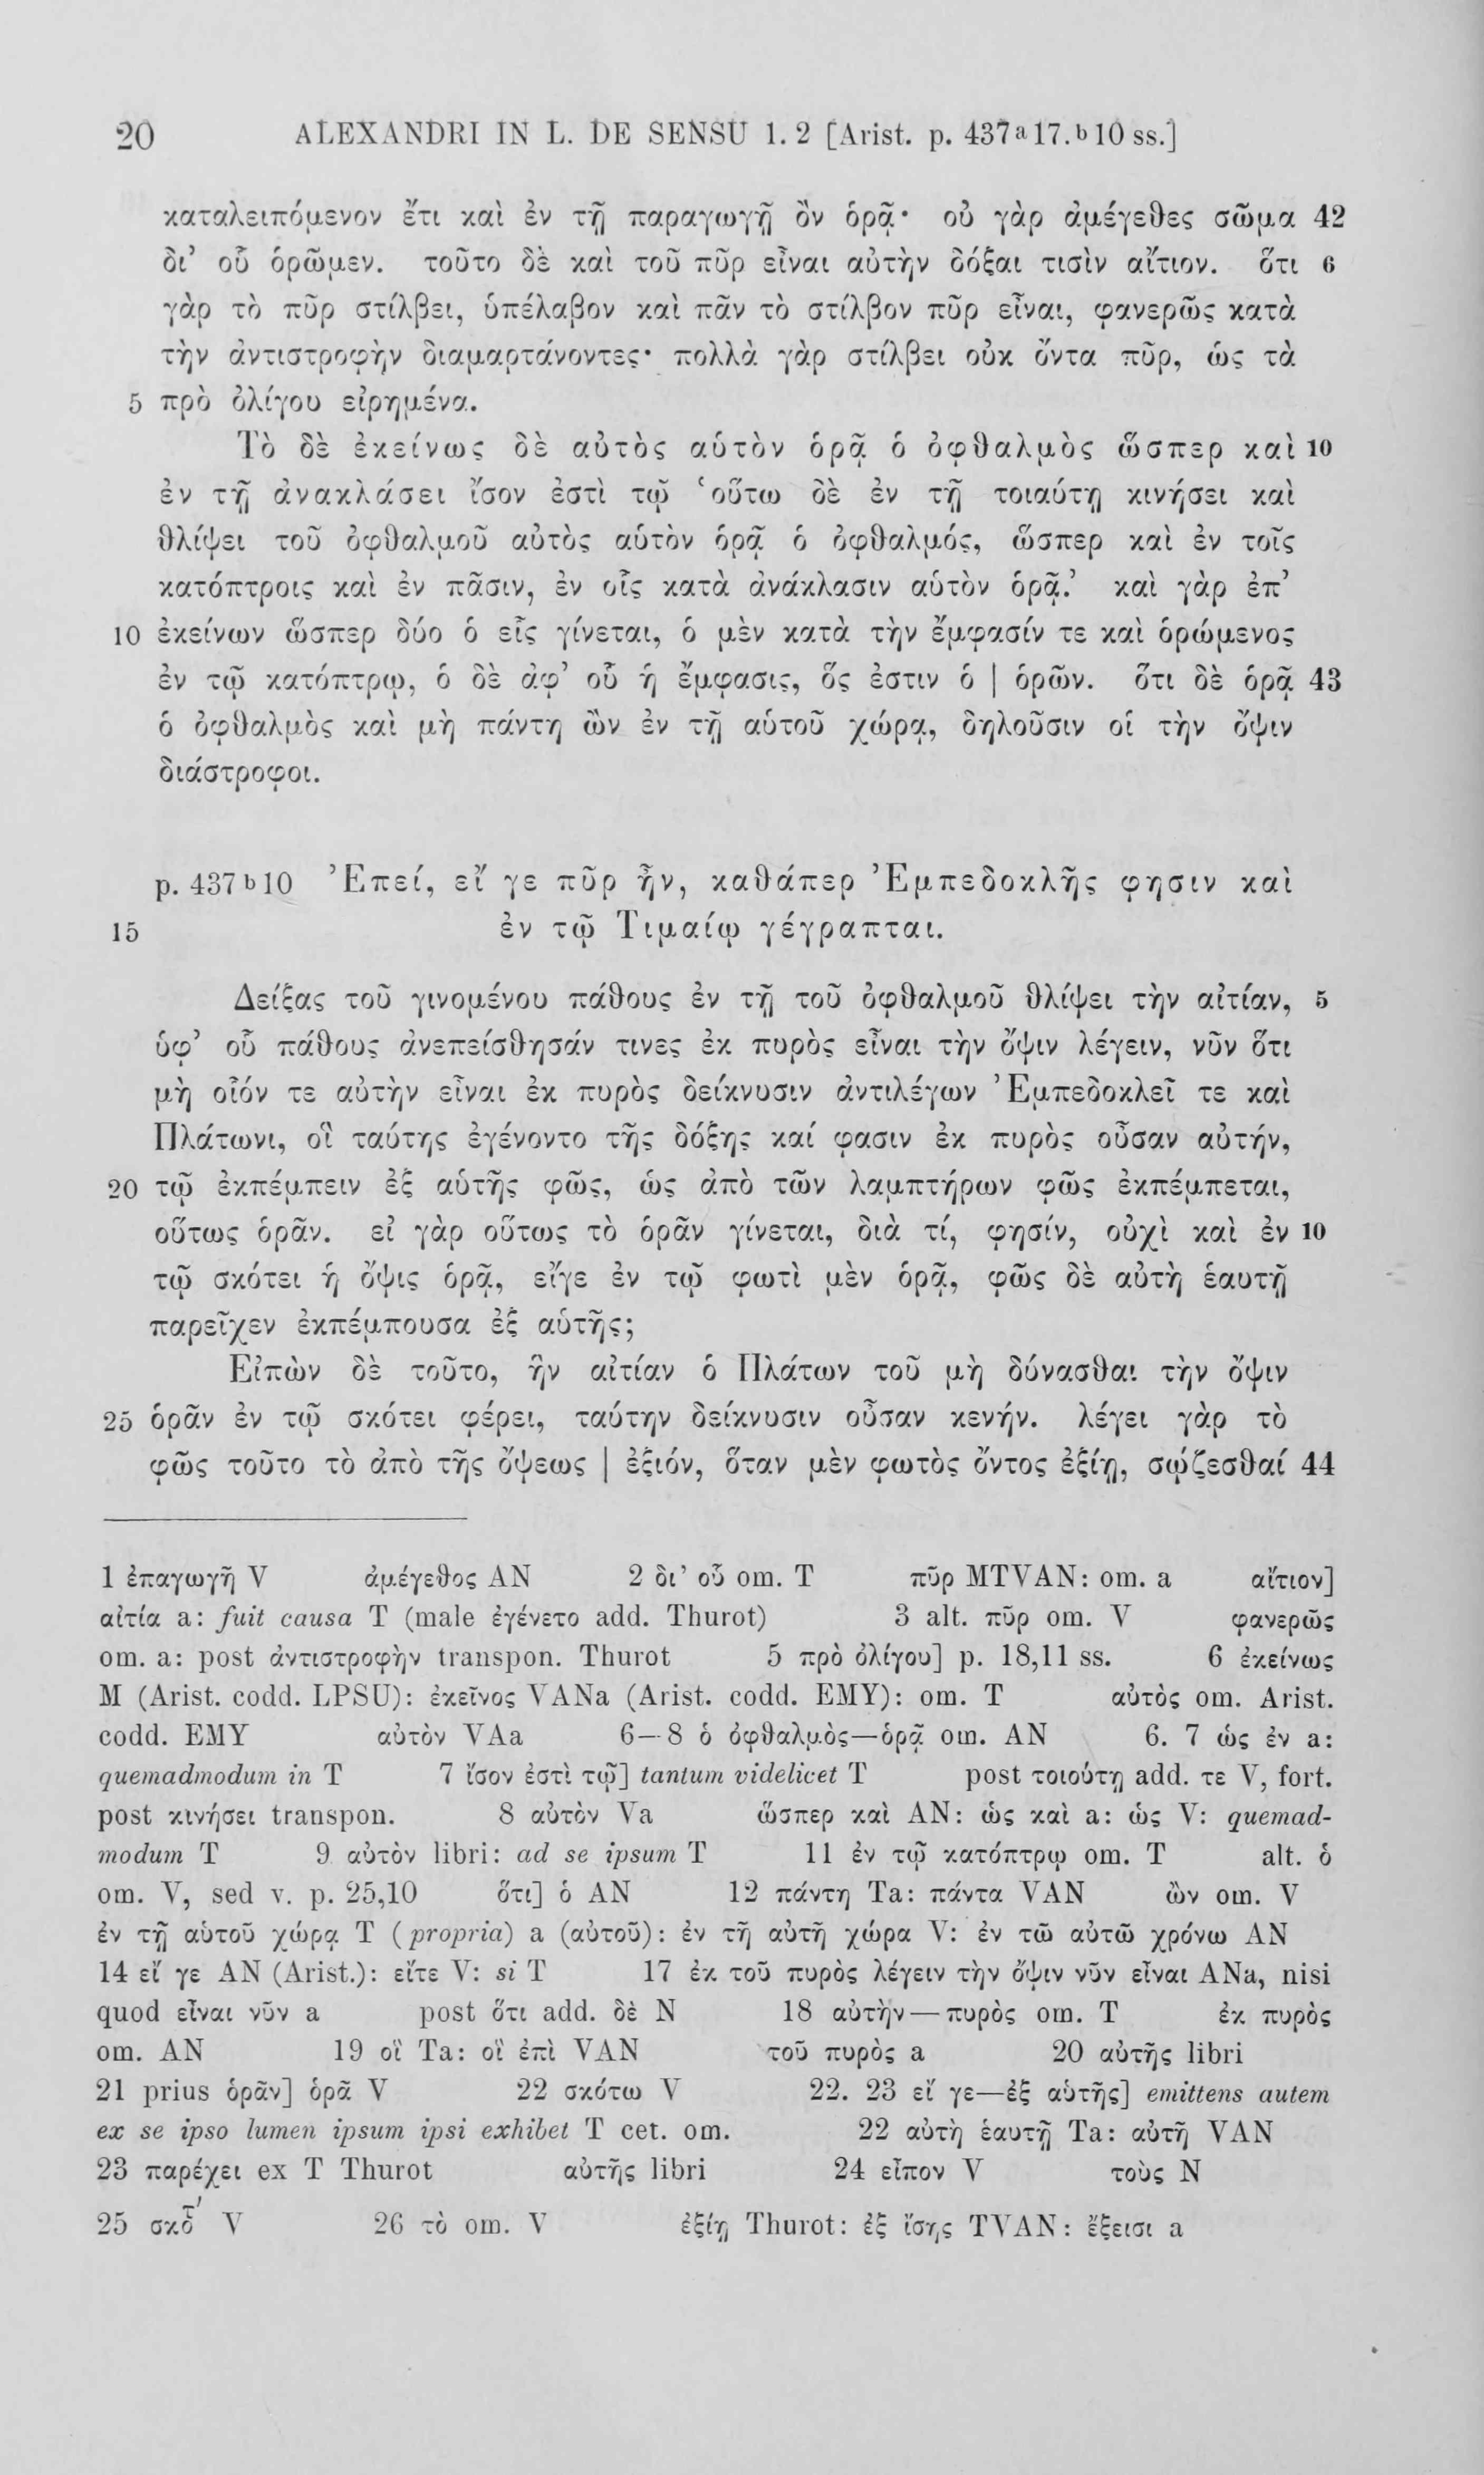 20 ALEXANDRI IN L. DE SENSU 1. 2 [Arist. p. 437ᵃ17.ᵇ10 ss.]
καταλειπόμενον ἔτι καὶ ἐν τῇ παραγωγῇ ὂν ὁρᾷ· οὐ γὰρ ἀμέγεθες σῶμα 42
δι' οὗ ὁρῶμεν. τοῦτο δὲ καὶ τοῦ πῦρ εἶναι αὐτὴν δόξαι τισὶν αἴτιον. ὅτι 6
γὰρ τὸ πῦρ στίλβει, ὑπέλαβον καὶ πᾶν τὸ στίλβον πῦρ εἶναι, φανερῶς κατὰ
τὴν ἀντιστροφὴν διαμαρτάνοντες· πολλὰ γὰρ στίλβει οὐκ ὄντα πῦρ, ὡς τὰ
5 πρὸ ὀλίγου εἰρημένα.
Τὸ δὲ ἐκείνως δὲ αὐτὸς αὑτὸν ὁρᾷ ὁ ὀφθαλμὸς ὥσπερ καὶ 10
ἐν τῇ ἀνακλάσει ἴσον ἐστὶ τῷ 'οὕτω δὲ ἐν τῇ τοιαύτῃ κινήσει καὶ
θλίψει τοῦ ὀφθαλμοῦ αὐτὸς αὑτὸν ὁρᾷ ὁ ὀφθαλμός, ὥσπερ καὶ ἐν τοῖς
κατόπτροις καὶ ἐν πᾶσιν, ἐν οἷς κατὰ ἀνάκλασιν αὑτὸν ὁρᾷ.' καὶ γὰρ ἐπ'
10 ἐκείνων ὥσπερ δύο ὁ εἷς γίνεται, ὁ μὲν κατὰ τὴν ἔμφασίν τε καὶ ὁρώμενος
ἐν τῷ κατόπτρῳ, ὁ δὲ ἀφ' οὗ ἡ ἔμφασις, ὅς ἐστιν ὁ | ὁρῶν. ὅτι δὲ ὁρᾷ 43
ὁ ὀφθαλμὸς καὶ μὴ πάντῃ ὢν ἐν τῇ αὑτοῦ χώρᾳ, δηλοῦσιν οἱ τὴν ὄψιν
διάστροφοι.
p. 437ᵇ10 Ἐπεί, εἴ γε πῦρ ἦν, καθάπερ Ἐμπεδοκλῆς φησιν καὶ
15 ἐν τῷ Τιμαίῳ γέγραπται.
Δείξας τοῦ γινομένου πάθους ἐν τῇ τοῦ ὀφθαλμοῦ θλίψει τὴν αἰτίαν, 5
ὑφ' οὗ πάθους ἀνεπείσθησάν τινες ἐκ πυρὸς εἶναι τὴν ὄψιν λέγειν, νῦν ὅτι
μὴ οἷόν τε αὐτὴν εἶναι ἐκ πυρὸς δείκνυσιν ἀντιλέγων Ἐμπεδοκλεῖ τε καὶ
Πλάτωνι, οἳ ταύτης ἐγένοντο τῆς δόξης καί φασιν ἐκ πυρὸς οὖσαν αὐτήν,
20 τῷ ἐκπέμπειν ἐξ αὑτῆς φῶς, ὡς ἀπὸ τῶν λαμπτήρων φῶς ἐκπέμπεται,
οὕτως ὁρᾶν. εἰ γὰρ οὕτως τὸ ὁρᾶν γίνεται, διὰ τί, φησίν, οὐχὶ καὶ ἐν 10
τῷ σκότει ἡ ὄψις ὁρᾷ, εἴγε ἐν τῷ φωτὶ μὲν ὁρᾷ, φῶς δὲ αὐτὴ ἑαυτῇ
παρεῖχεν ἐκπέμπουσα ἐξ αὑτῆς;
Εἰπὼν δὲ τοῦτο, ἣν αἰτίαν ὁ Πλάτων τοῦ μὴ δύνασθαι τὴν ὄψιν
25 ὁρᾶν ἐν τῷ σκότει φέρει, ταύτην δείκνυσιν οὖσαν κενήν. λέγει γὰρ τὸ
φῶς τοῦτο τὸ ἀπὸ τῆς ὄψεως | ἐξιόν, ὅταν μὲν φωτὸς ὄντος ἐξίῃ, σῴζεσθαί 44
1 ἐπαγωγῇ V ἀμέγεθος AN 2 δι' οὗ om. T πῦρ MTVAN: om. a αἴτιον]
αἰτία a: fuit causa T (male ἐγένετο add. Thurot) 3 alt. πῦρ om. V φανερῶς
om. a: post ἀντιστροφὴν transpon. Thurot 5 πρὸ ὀλίγου] p. 18,11 ss. 6 ἐκείνως
M (Arist. codd. LPSU): ἐκεῖνος VANa (Arist. codd. EMY): om. T αὐτὸς om. Arist.
codd. EMY αὐτὸν VAa 6—8 ὁ ὀφθαλμὸς—ὁρᾷ om. AN 6. 7 ὡς ἐν a:
quemadmodum in T 7 ἴσον ἐστὶ τῷ] tantum videlicet T post τοιούτῃ add. τε V, fort.
post κινήσει transpon. 8 αὐτὸν Va ὥσπερ καὶ AN: ὡς καὶ a: ὡς V: quemad-
modum T 9 αὐτὸν libri: ad se ipsum T 11 ἐν τῷ κατόπτρῳ om. T alt. ὁ
om. V, sed v. p. 25,10 ὅτι] ὁ AN 12 πάντῃ Ta: πάντα VAN ὢν om. V
ἐν τῇ αὑτοῦ χώρᾳ T (propria) a (αὐτοῦ): ἐν τῆ αὐτῆ χώρα V: ἐν τῶ αὐτῶ χρόνω AN
14 εἴ γε AN (Arist.): εἴτε V: si T 17 ἐκ τοῦ πυρὸς λέγειν τὴν ὄψιν νῦν εἶναι ANa, nisi
quod εἶναι νῦν a post ὅτι add. δὲ N 18 αὐτὴν—πυρὸς om. T ἐκ πυρὸς
om. AN 19 οἳ Ta: οἳ ἐπὶ VAN τοῦ πυρὸς a 20 αὐτῆς libri
21 prius ὁρᾶν] ὁρᾶ V 22 σκότω V 22. 23 εἴ γε—ἐξ αὑτῆς] emittens autem
ex se ipso lumen ipsum ipsi exhibet T cet. om. 22 αὐτὴ ἑαυτῇ Ta: αὐτῆ VAN
23 παρέχει ex T Thurot αὐτῆς libri 24 εἶπον V τοὺς N
25 σκο͞τ' V 26 τὸ om. V ἐξίῃ Thurot: ἐξ ἴσης TVAN: ἔξεισι a